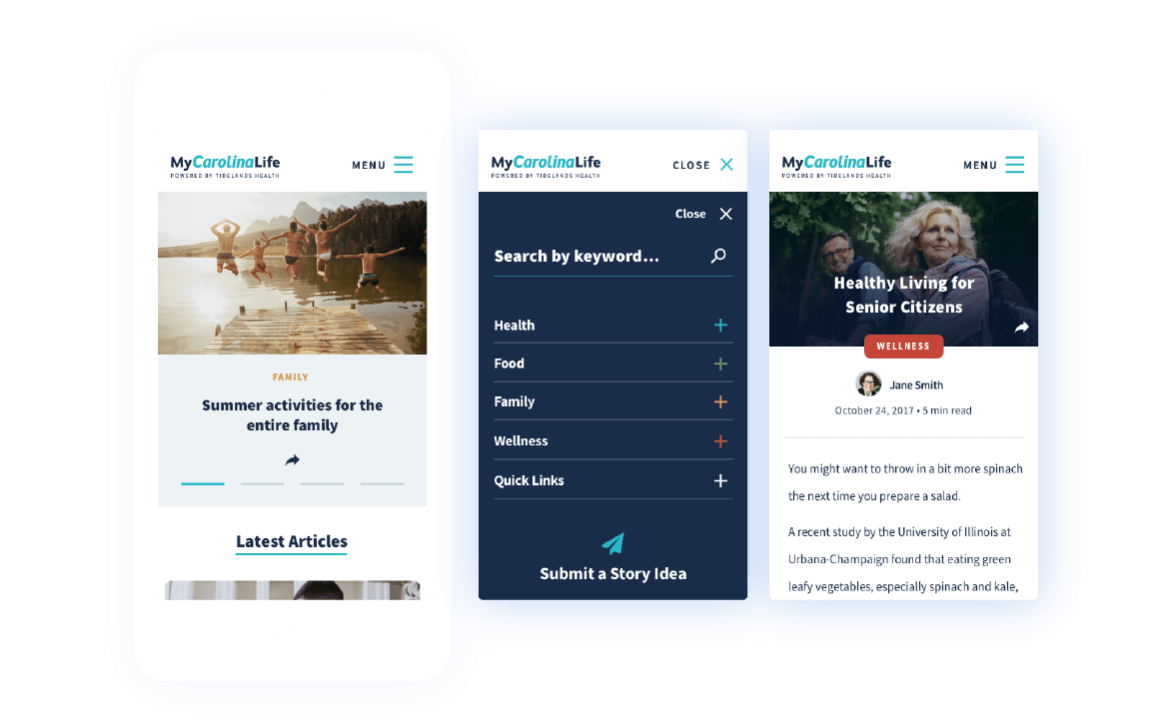 MyCarolinaLife
POWERED BY TIDELANDS HEALTH
MENU
FAMILY
Summer activities for the
entire family
Latest Articles
MyCarolinaLife
POWERED BY TIDELANDS HEALTH
CLOSE
Close
Search by keyword...
Health
Food
Family
Wellness
Quick Links
Submit a Story Idea
MyCarolinaLife
POWERED BY TIDELANDS HEALTH
MENU
Healthy Living for
Senior Citizens
WELLNESS
Jane Smith
October 24, 2017 • 5 min read
You might want to throw in a bit more spinach
the next time you prepare a salad.
A recent study by the University of Illinois at
Urbana-Champaign found that eating green
leafy vegetables, especially spinach and kale,